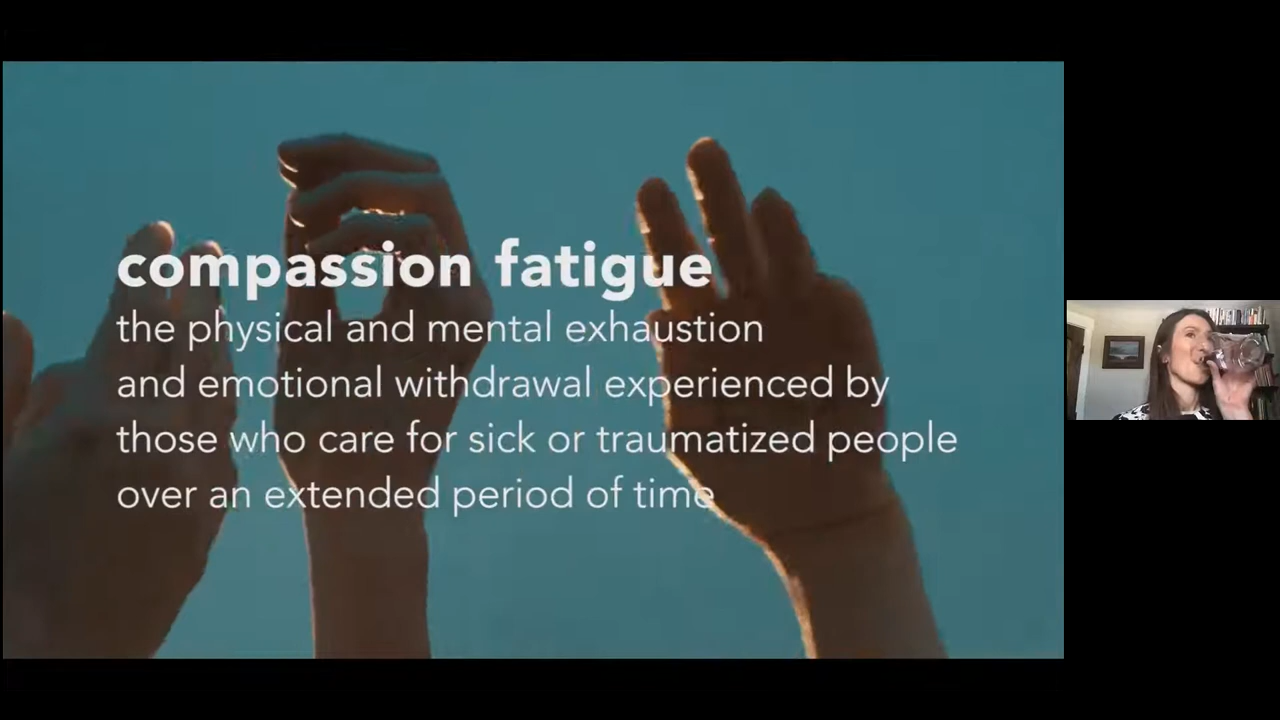 compassion fatigue
the physical and mental exhaustion
and emotional withdrawal experienced by
those who care for sick or traumatized people
over an extended period of time